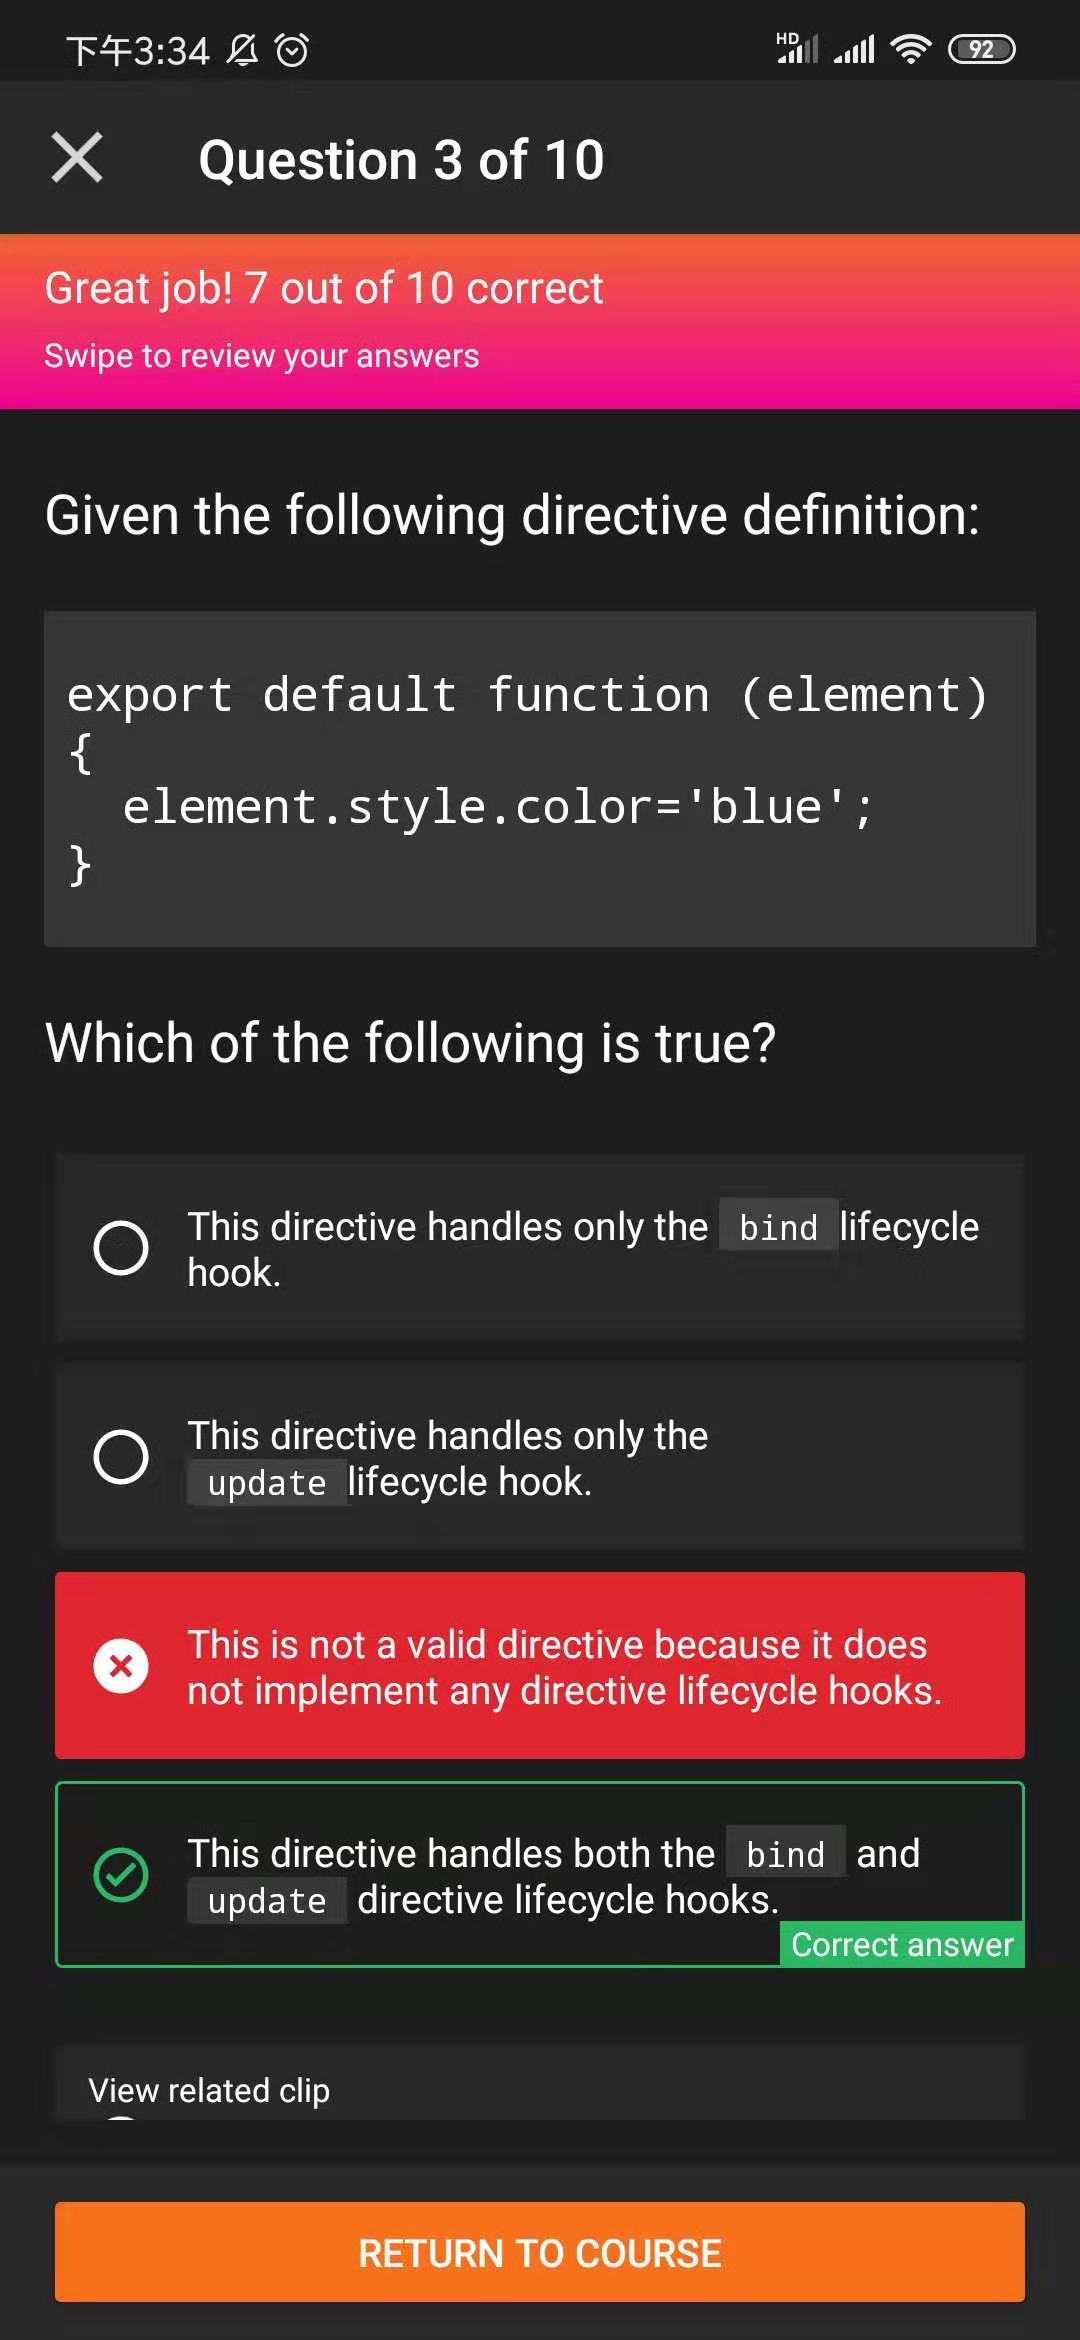 下午3:34
HD
92
Question 3 of 10
Great job! 7 out of 10 correct
Swipe to review your answers
Given the following directive definition:
export default function (element)
{
  element.style.color='blue';
}
Which of the following is true?
This directive handles only the bind lifecycle
hook.
This directive handles only the
update lifecycle hook.
This is not a valid directive because it does
not implement any directive lifecycle hooks.
This directive handles both the bind and
update directive lifecycle hooks.
Correct answer
View related clip
RETURN TO COURSE